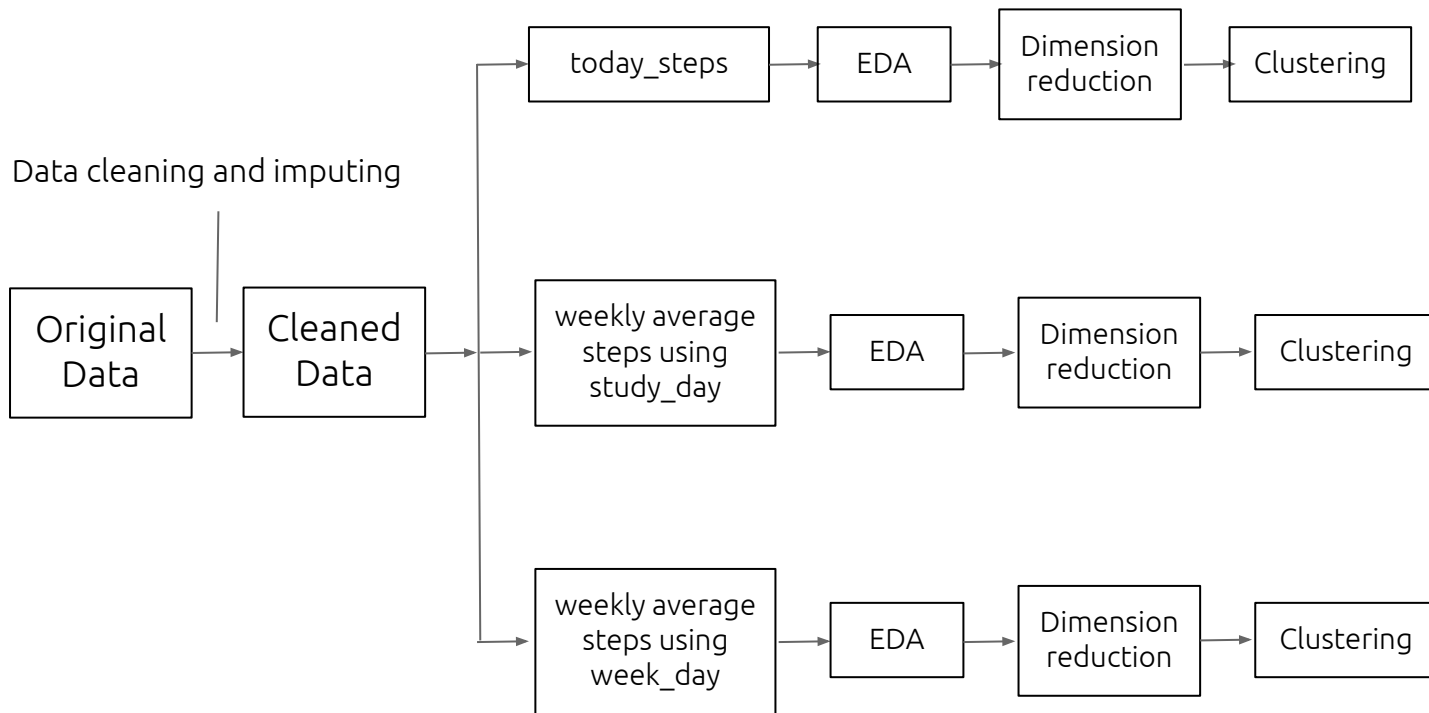 today_steps
EDA
Dimension
reduction
Clustering
Data cleaning and imputing
Original
Data
Cleaned
Data
weekly average
steps using
study_day
EDA
Dimension
reduction
Clustering
weekly average
steps using
week_day
EDA
Dimension
reduction
Clustering